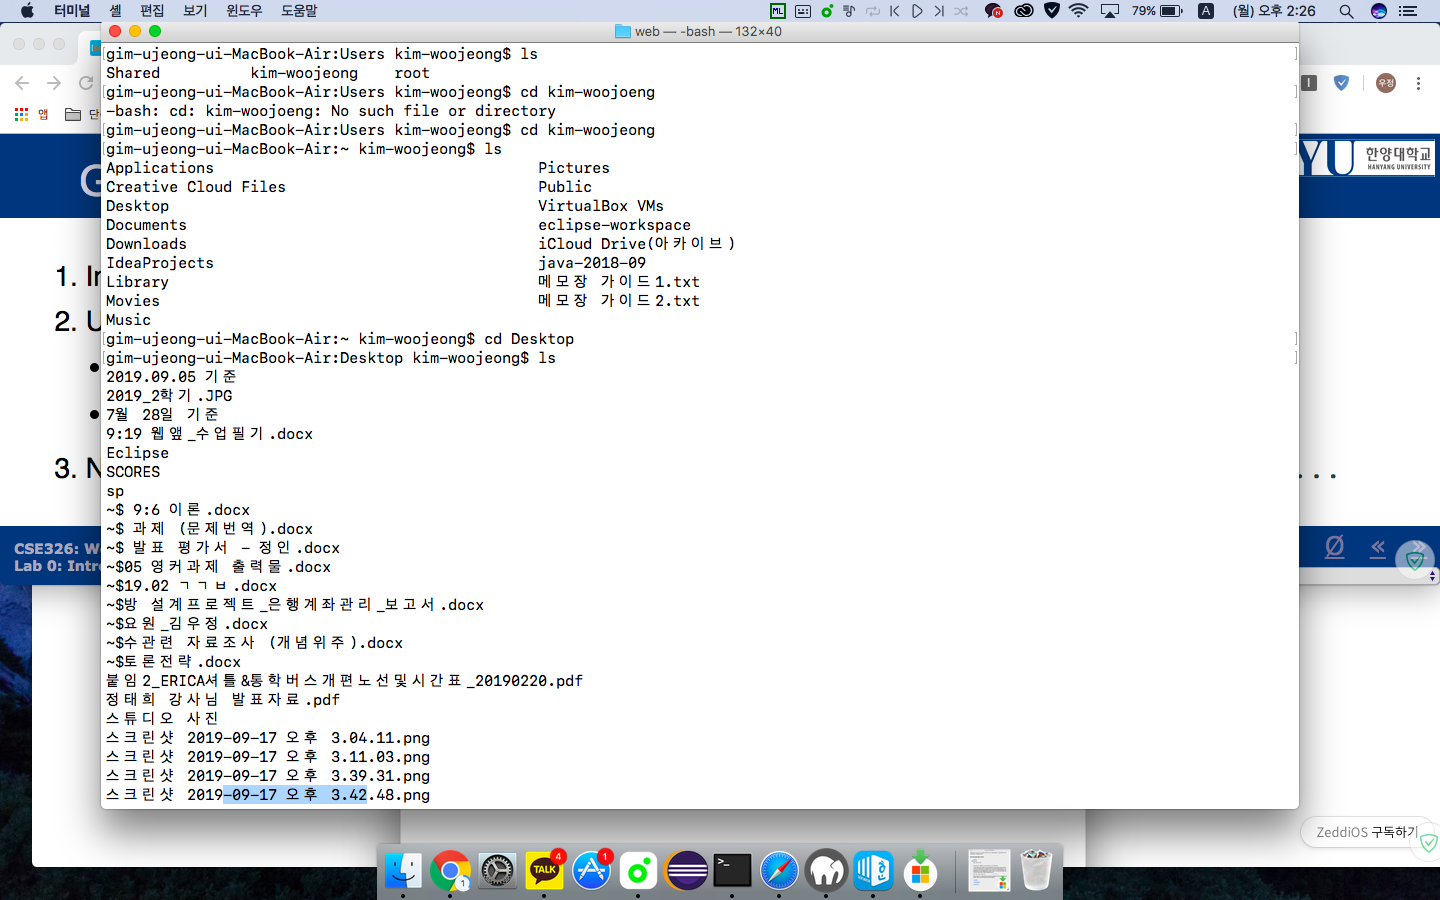 터미널 셸 편집 보기 윈도우 도움말 79% A (월) 오후 2:26
web — -bash — 132×40
gim-ujeong-ui-MacBook-Air:Users kim-woojeong$ ls
Shared kim-woojeong root
gim-ujeong-ui-MacBook-Air:Users kim-woojeong$ cd kim-woojoeng
-bash: cd: kim-woojoeng: No such file or directory
gim-ujeong-ui-MacBook-Air:Users kim-woojeong$ cd kim-woojeong
gim-ujeong-ui-MacBook-Air:~ kim-woojeong$ ls
Applications Pictures
Creative Cloud Files Public
Desktop VirtualBox VMs
Documents eclipse-workspace
Downloads iCloud Drive(아카이브)
IdeaProjects java-2018-09
Library 메모장 가이드1.txt
Movies 메모장 가이드2.txt
Music
gim-ujeong-ui-MacBook-Air:~ kim-woojeong$ cd Desktop
gim-ujeong-ui-MacBook-Air:Desktop kim-woojeong$ ls
2019.09.05 기준
2019_2학기.JPG
7월 28일 기준
9:19 웹앺_수업필기.docx
Eclipse
SCORES
sp
~$ 9:6 이론.docx
~$ 과제 (문제번역).docx
~$ 발표 평가서 - 정인.docx
~$05 영커과제 출력물.docx
~$19.02 ㄱㄱㅂ.docx
~$방 설계프로젝트_은행계좌관리_보고서.docx
~$요원_김우정.docx
~$수관련 자료조사 (개념위주).docx
~$토론전략.docx
붙임2_ERICA셔틀&통학버스개편노선및시간표_20190220.pdf
정태희 강사님 발표자료.pdf
스튜디오 사진
스크린샷 2019-09-17 오후 3.04.11.png
스크린샷 2019-09-17 오후 3.11.03.png
스크린샷 2019-09-17 오후 3.39.31.png
스크린샷 2019-09-17 오후 3.42.48.png
앱
우정
YU 한양대학교
HANYANG UNIVERSITY
1.
2.
3.
CSE326:
Lab 0:
Ø « »
ZeddiOS 구독하기
TALK 4 1